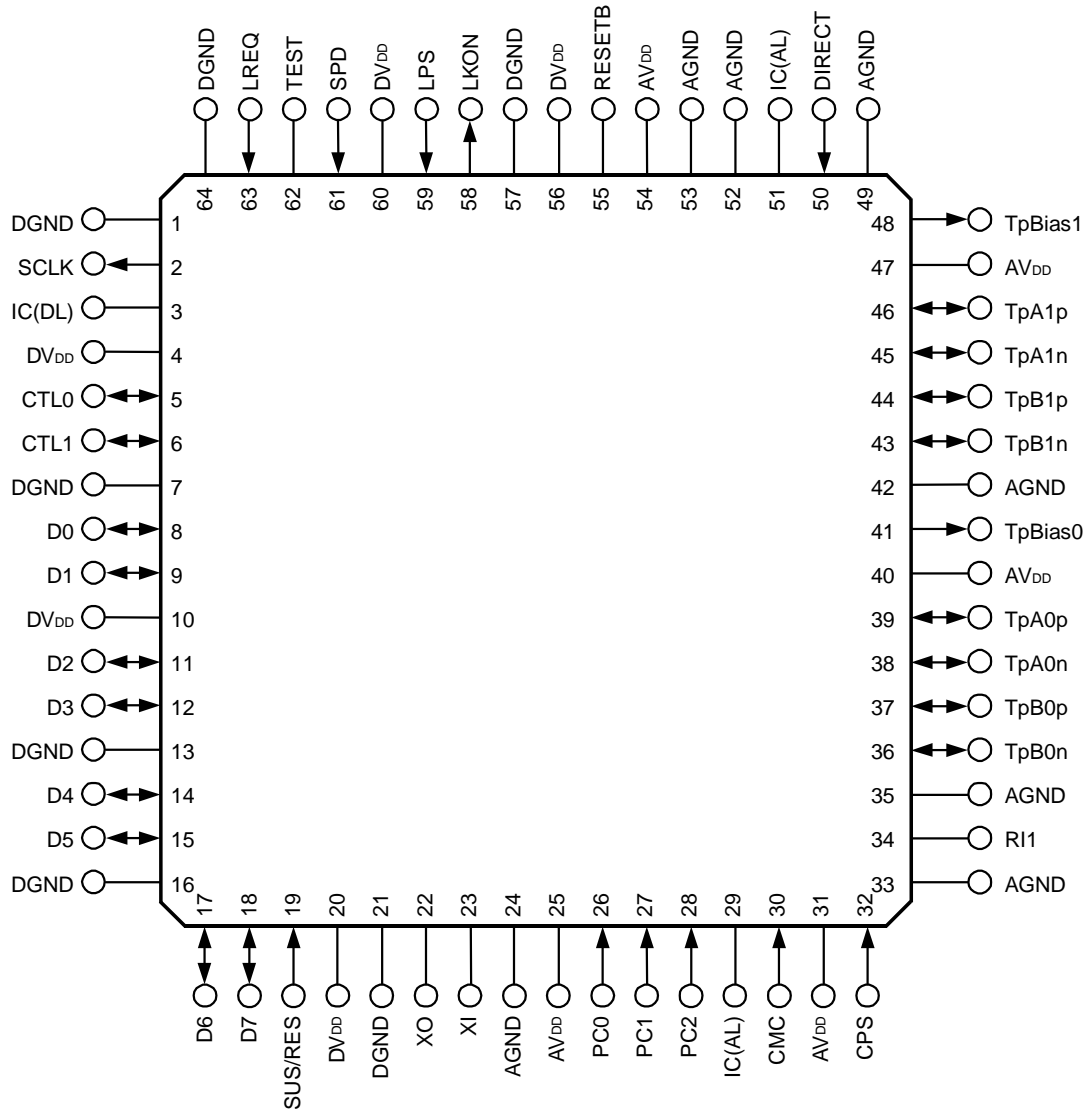 DGND
LREQ
TEST
SPD
DVDD
LPS
LKON
DGND
DVDD
RESETB
AVDD
AGND
AGND
IC(AL)
DIRECT
AGND
64
63
62
61
60
59
58
57
56
55
54
53
52
51
50
49
DGND 1
SCLK 2
IC(DL) 3
DVDD 4
CTL0 5
CTL1 6
DGND 7
D0 8
D1 9
DVDD 10
D2 11
D3 12
DGND 13
D4 14
D5 15
DGND 16
48 TpBias1
47 AVDD
46 TpA1p
45 TpA1n
44 TpB1p
43 TpB1n
42 AGND
41 TpBias0
40 AVDD
39 TpA0p
38 TpA0n
37 TpB0p
36 TpB0n
35 AGND
34 RI1
33 AGND
17
18
19
20
21
22
23
24
25
26
27
28
29
30
31
32
D6
D7
SUS/RES
DVDD
DGND
XO
XI
AGND
AVDD
PC0
PC1
PC2
IC(AL)
CMC
AVDD
CPS